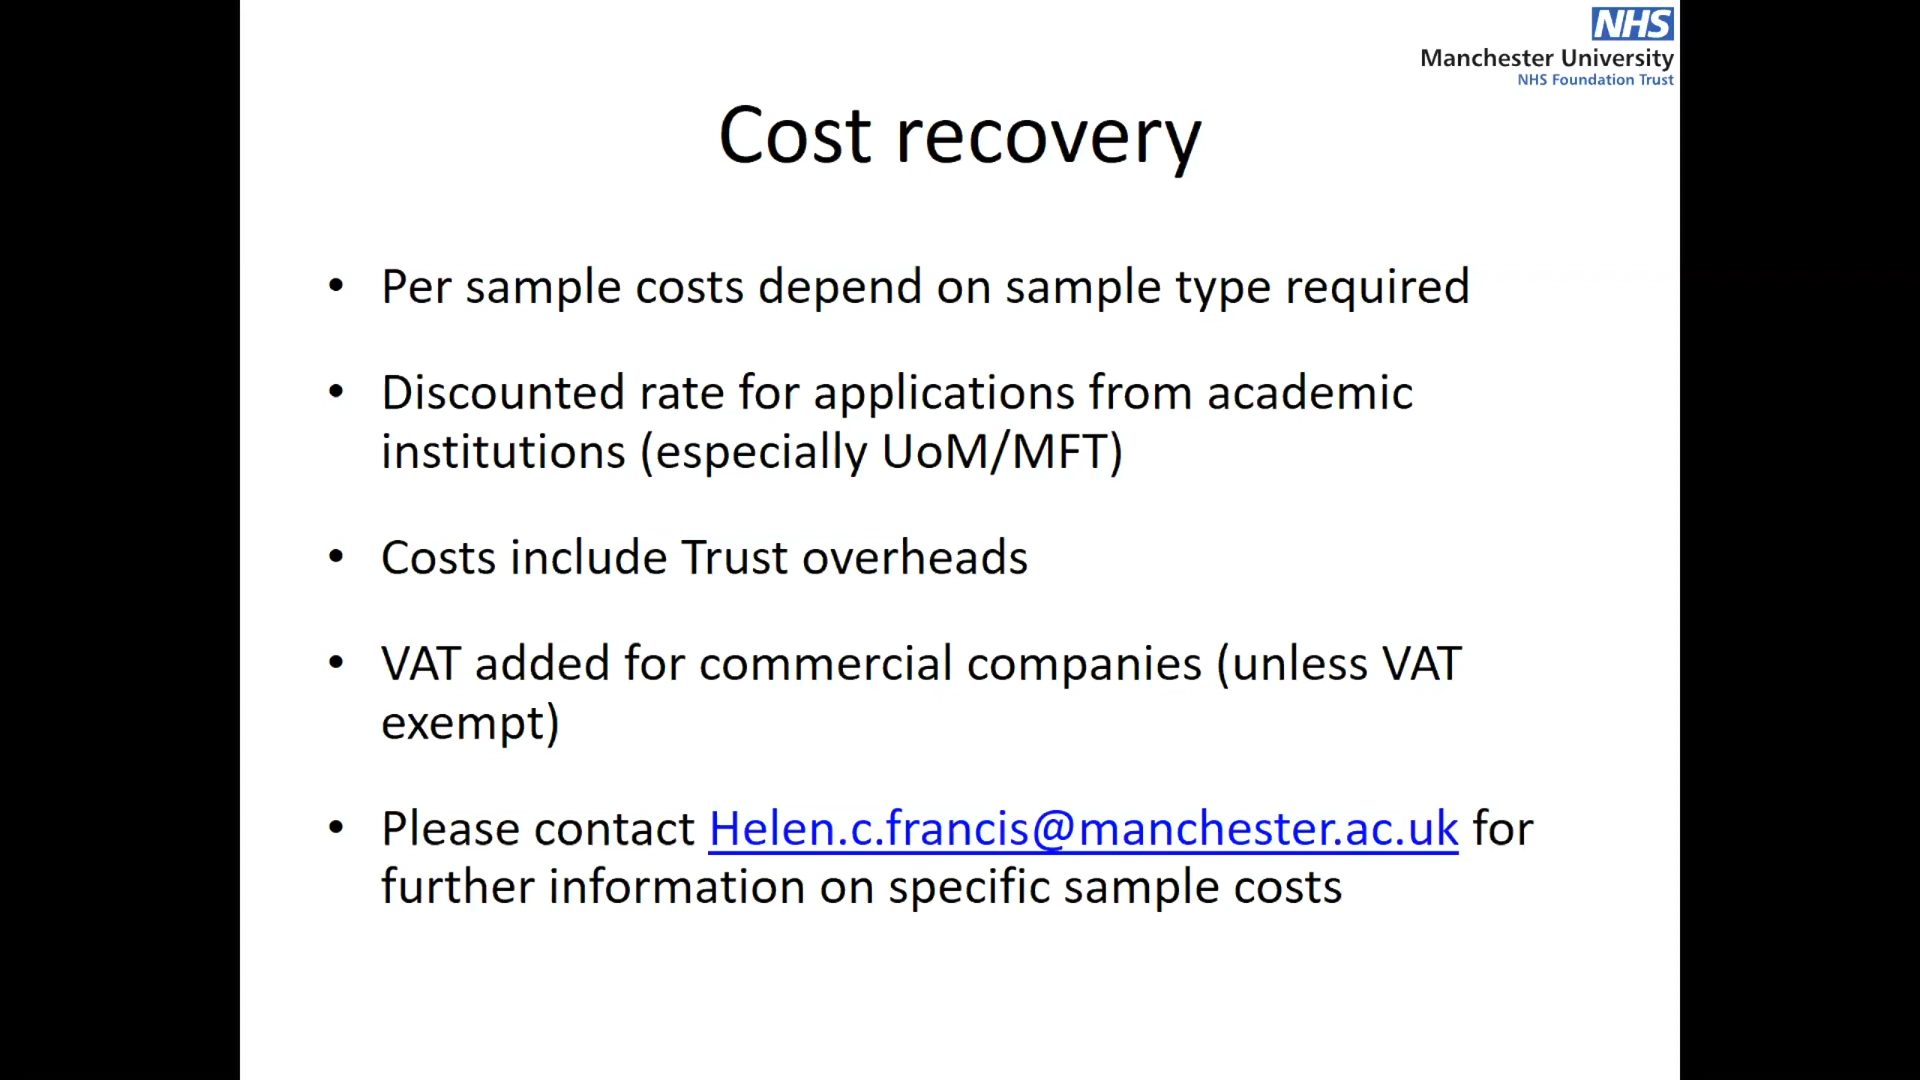 NHS
Manchester University
NHS Foundation Trust
Cost recovery
• Per sample costs depend on sample type required
• Discounted rate for applications from academic
institutions (especially UoM/MFT)
• Costs include Trust overheads
• VAT added for commercial companies (unless VAT
exempt)
• Please contact Helen.c.francis@manchester.ac.uk for
further information on specific sample costs